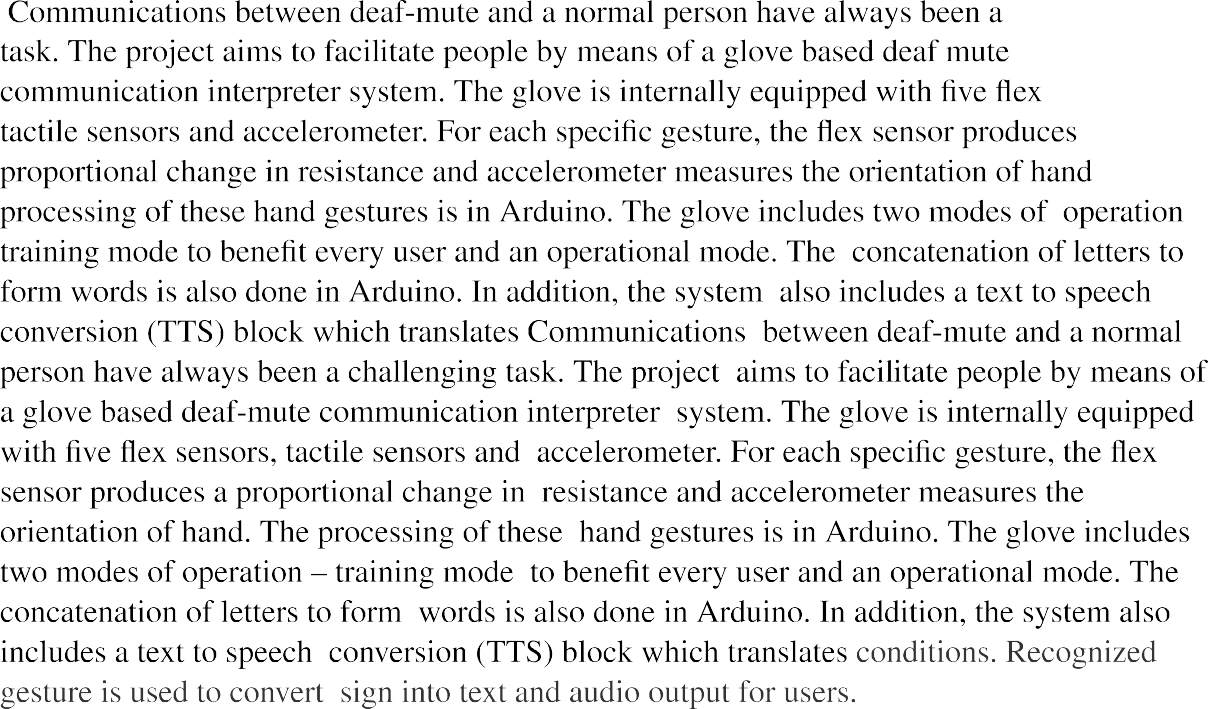 Communications between deaf-mute and a normal person have always been a
task. The project aims to facilitate people by means of a glove based deaf mute
communication interpreter system. The glove is internally equipped with five flex
tactile sensors and accelerometer. For each specific gesture, the flex sensor produces
proportional change in resistance and accelerometer measures the orientation of hand
processing of these hand gestures is in Arduino. The glove includes two modes of  operation
training mode to benefit every user and an operational mode. The  concatenation of letters to
form words is also done in Arduino. In addition, the system  also includes a text to speech
conversion (TTS) block which translates Communications  between deaf-mute and a normal
person have always been a challenging task. The project  aims to facilitate people by means of
a glove based deaf-mute communication interpreter  system. The glove is internally equipped
with five flex sensors, tactile sensors and  accelerometer. For each specific gesture, the flex
sensor produces a proportional change in  resistance and accelerometer measures the
orientation of hand. The processing of these  hand gestures is in Arduino. The glove includes
two modes of operation – training mode  to benefit every user and an operational mode. The
concatenation of letters to form  words is also done in Arduino. In addition, the system also
includes a text to speech  conversion (TTS) block which translates conditions. Recognized
gesture is used to convert  sign into text and audio output for users.